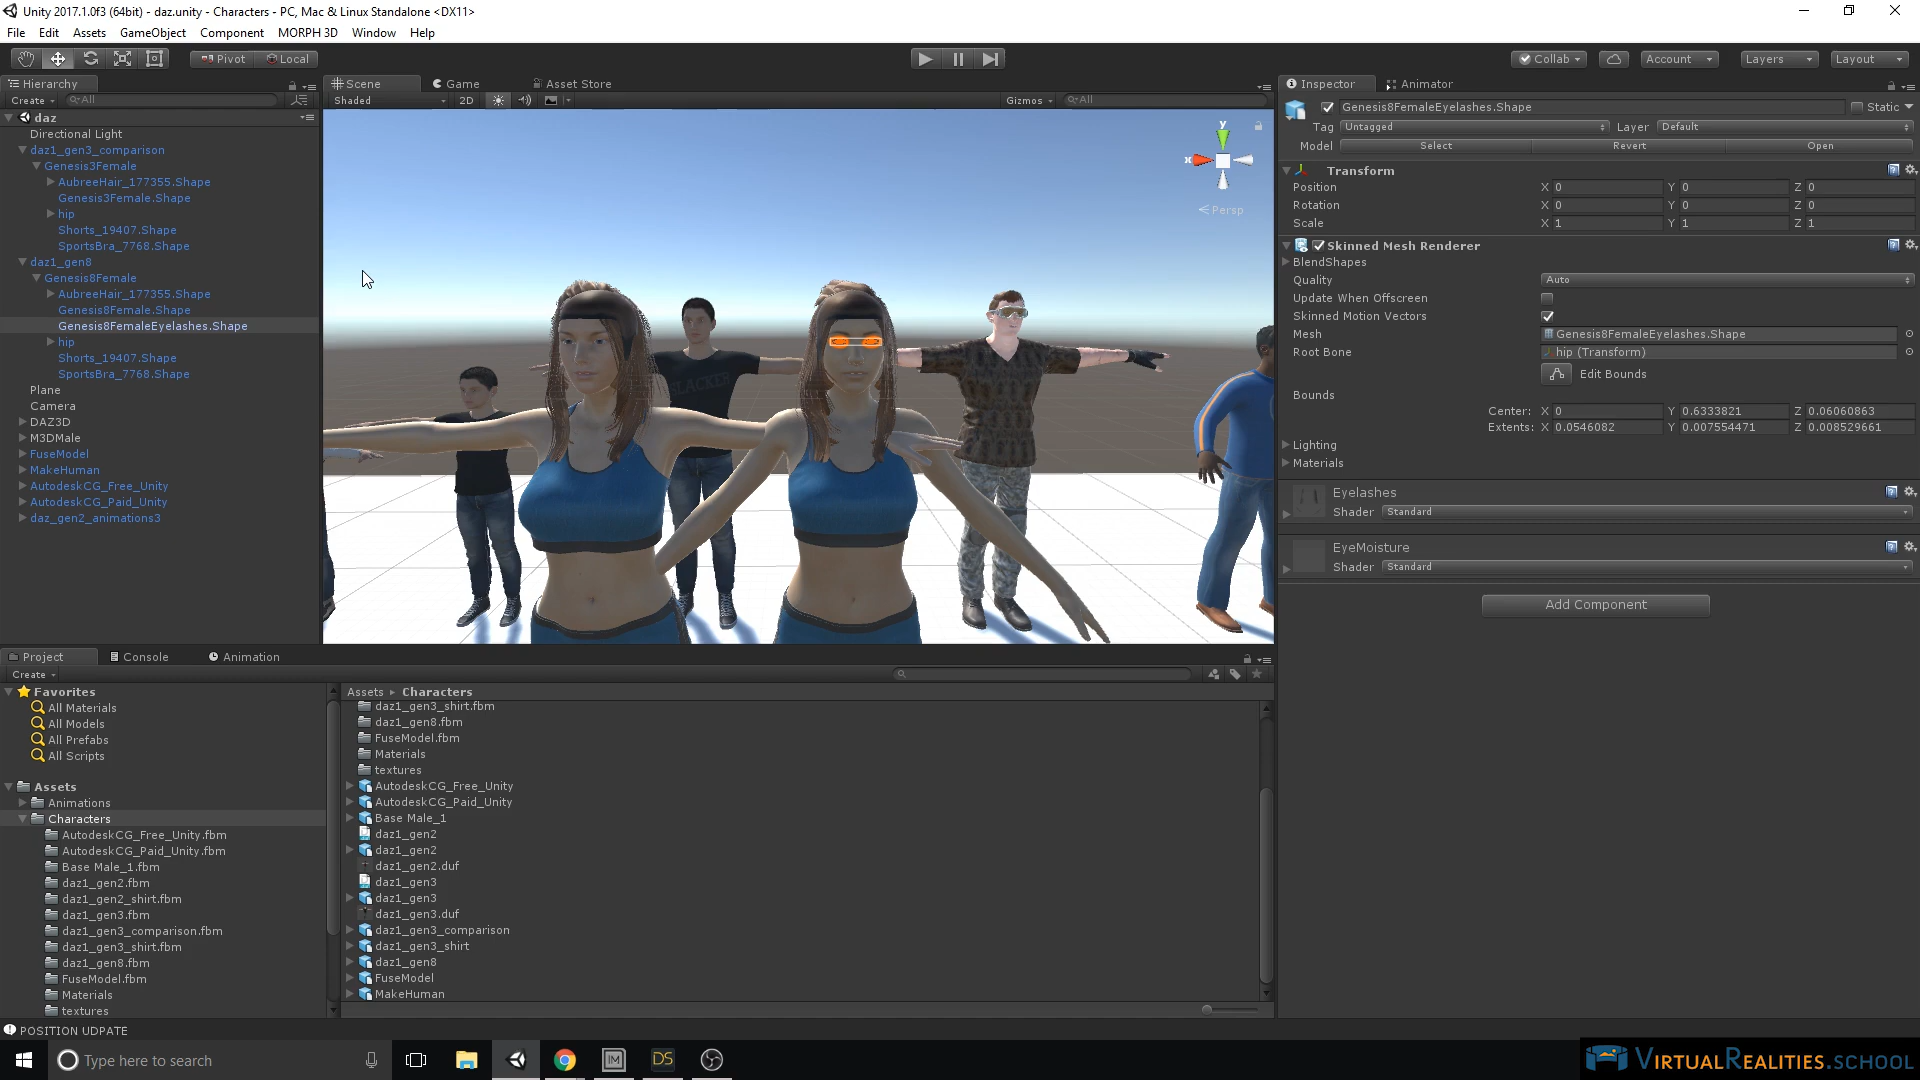 Unity 2017.1.0f3 (64bit) - daz.unity - Characters - PC, Mac & Linux Standalone <DX11>
File Edit Assets GameObject Component MORPH 3D Window Help
Pivot Local Collab Account Layers Layout
Hierarchy
Create All
daz
Directional Light
daz1_gen3_comparison
Genesis3Female
AubreeHair_177355.Shape
Genesis3Female.Shape
hip
Shorts_19407.Shape
SportsBra_7768.Shape
daz1_gen8
Genesis8Female
AubreeHair_177355.Shape
Genesis8Female.Shape
Genesis8FemaleEyelashes.Shape
hip
Shorts_19407.Shape
SportsBra_7768.Shape
Plane
Camera
DAZ3D
M3DMale
FuseModel
MakeHuman
AutodeskCG_Free_Unity
AutodeskCG_Paid_Unity
daz_gen2_animations3
Scene Game Asset Store
Shaded 2D Gizmos All
y
x
Persp
SLACKER
Inspector Animator
Genesis8FemaleEyelashes.Shape Static
Tag Untagged Layer Default
Model Select Revert Open
Transform
Position X 0 Y 0 Z 0
Rotation X 0 Y 0 Z 0
Scale X 1 Y 1 Z 1
Skinned Mesh Renderer
BlendShapes
Quality Auto
Update When Offscreen
Skinned Motion Vectors
Mesh Genesis8FemaleEyelashes.Shape
Root Bone hip (Transform)
Edit Bounds
Bounds
Center: X 0 Y 0.6333821 Z 0.06060863
Extents: X 0.0546082 Y 0.007554471 Z 0.008529661
Lighting
Materials
Eyelashes
Shader Standard
EyeMoisture
Shader Standard
Add Component
Project Console Animation
Create
Favorites
All Materials
All Models
All Prefabs
All Scripts
Assets
Animations
Characters
AutodeskCG_Free_Unity.fbm
AutodeskCG_Paid_Unity.fbm
Base Male_1.fbm
daz1_gen2.fbm
daz1_gen2_shirt.fbm
daz1_gen3.fbm
daz1_gen3_comparison.fbm
daz1_gen3_shirt.fbm
daz1_gen8.fbm
FuseModel.fbm
Materials
textures
Assets Characters
daz1_gen3_shirt.fbm
daz1_gen8.fbm
FuseModel.fbm
Materials
textures
AutodeskCG_Free_Unity
AutodeskCG_Paid_Unity
Base Male_1
daz1_gen2
daz1_gen2
daz1_gen2.duf
daz1_gen3
daz1_gen3
daz1_gen3.duf
daz1_gen3_comparison
daz1_gen3_shirt
daz1_gen8
FuseModel
MakeHuman
POSITION UDPATE
Type here to search
IM
DS
VIRTUALREALITIES.SCHOOL